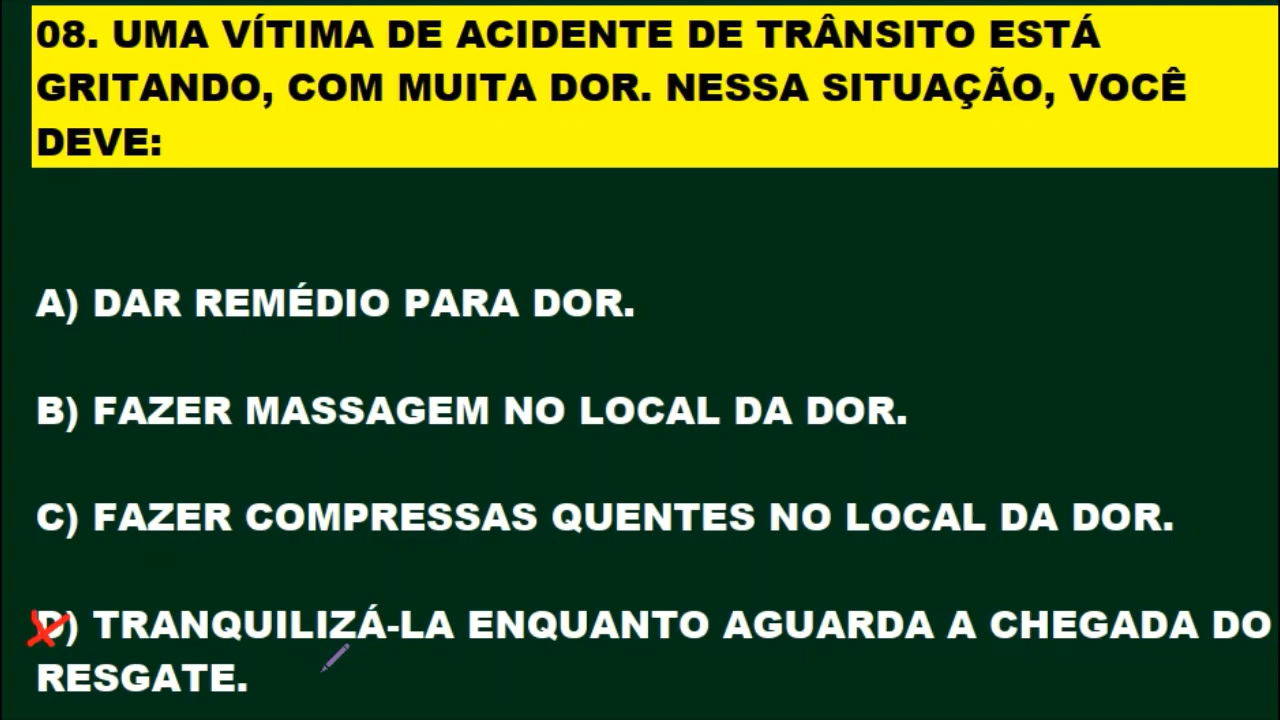 08. UMA VÍTIMA DE ACIDENTE DE TRÂNSITO ESTÁ
GRITANDO, COM MUITA DOR. NESSA SITUAÇÃO, VOCÊ
DEVE:
A) DAR REMÉDIO PARA DOR.
B) FAZER MASSAGEM NO LOCAL DA DOR.
C) FAZER COMPRESSAS QUENTES NO LOCAL DA DOR.
D) TRANQUILIZÁ-LA ENQUANTO AGUARDA A CHEGADA DO
RESGATE.